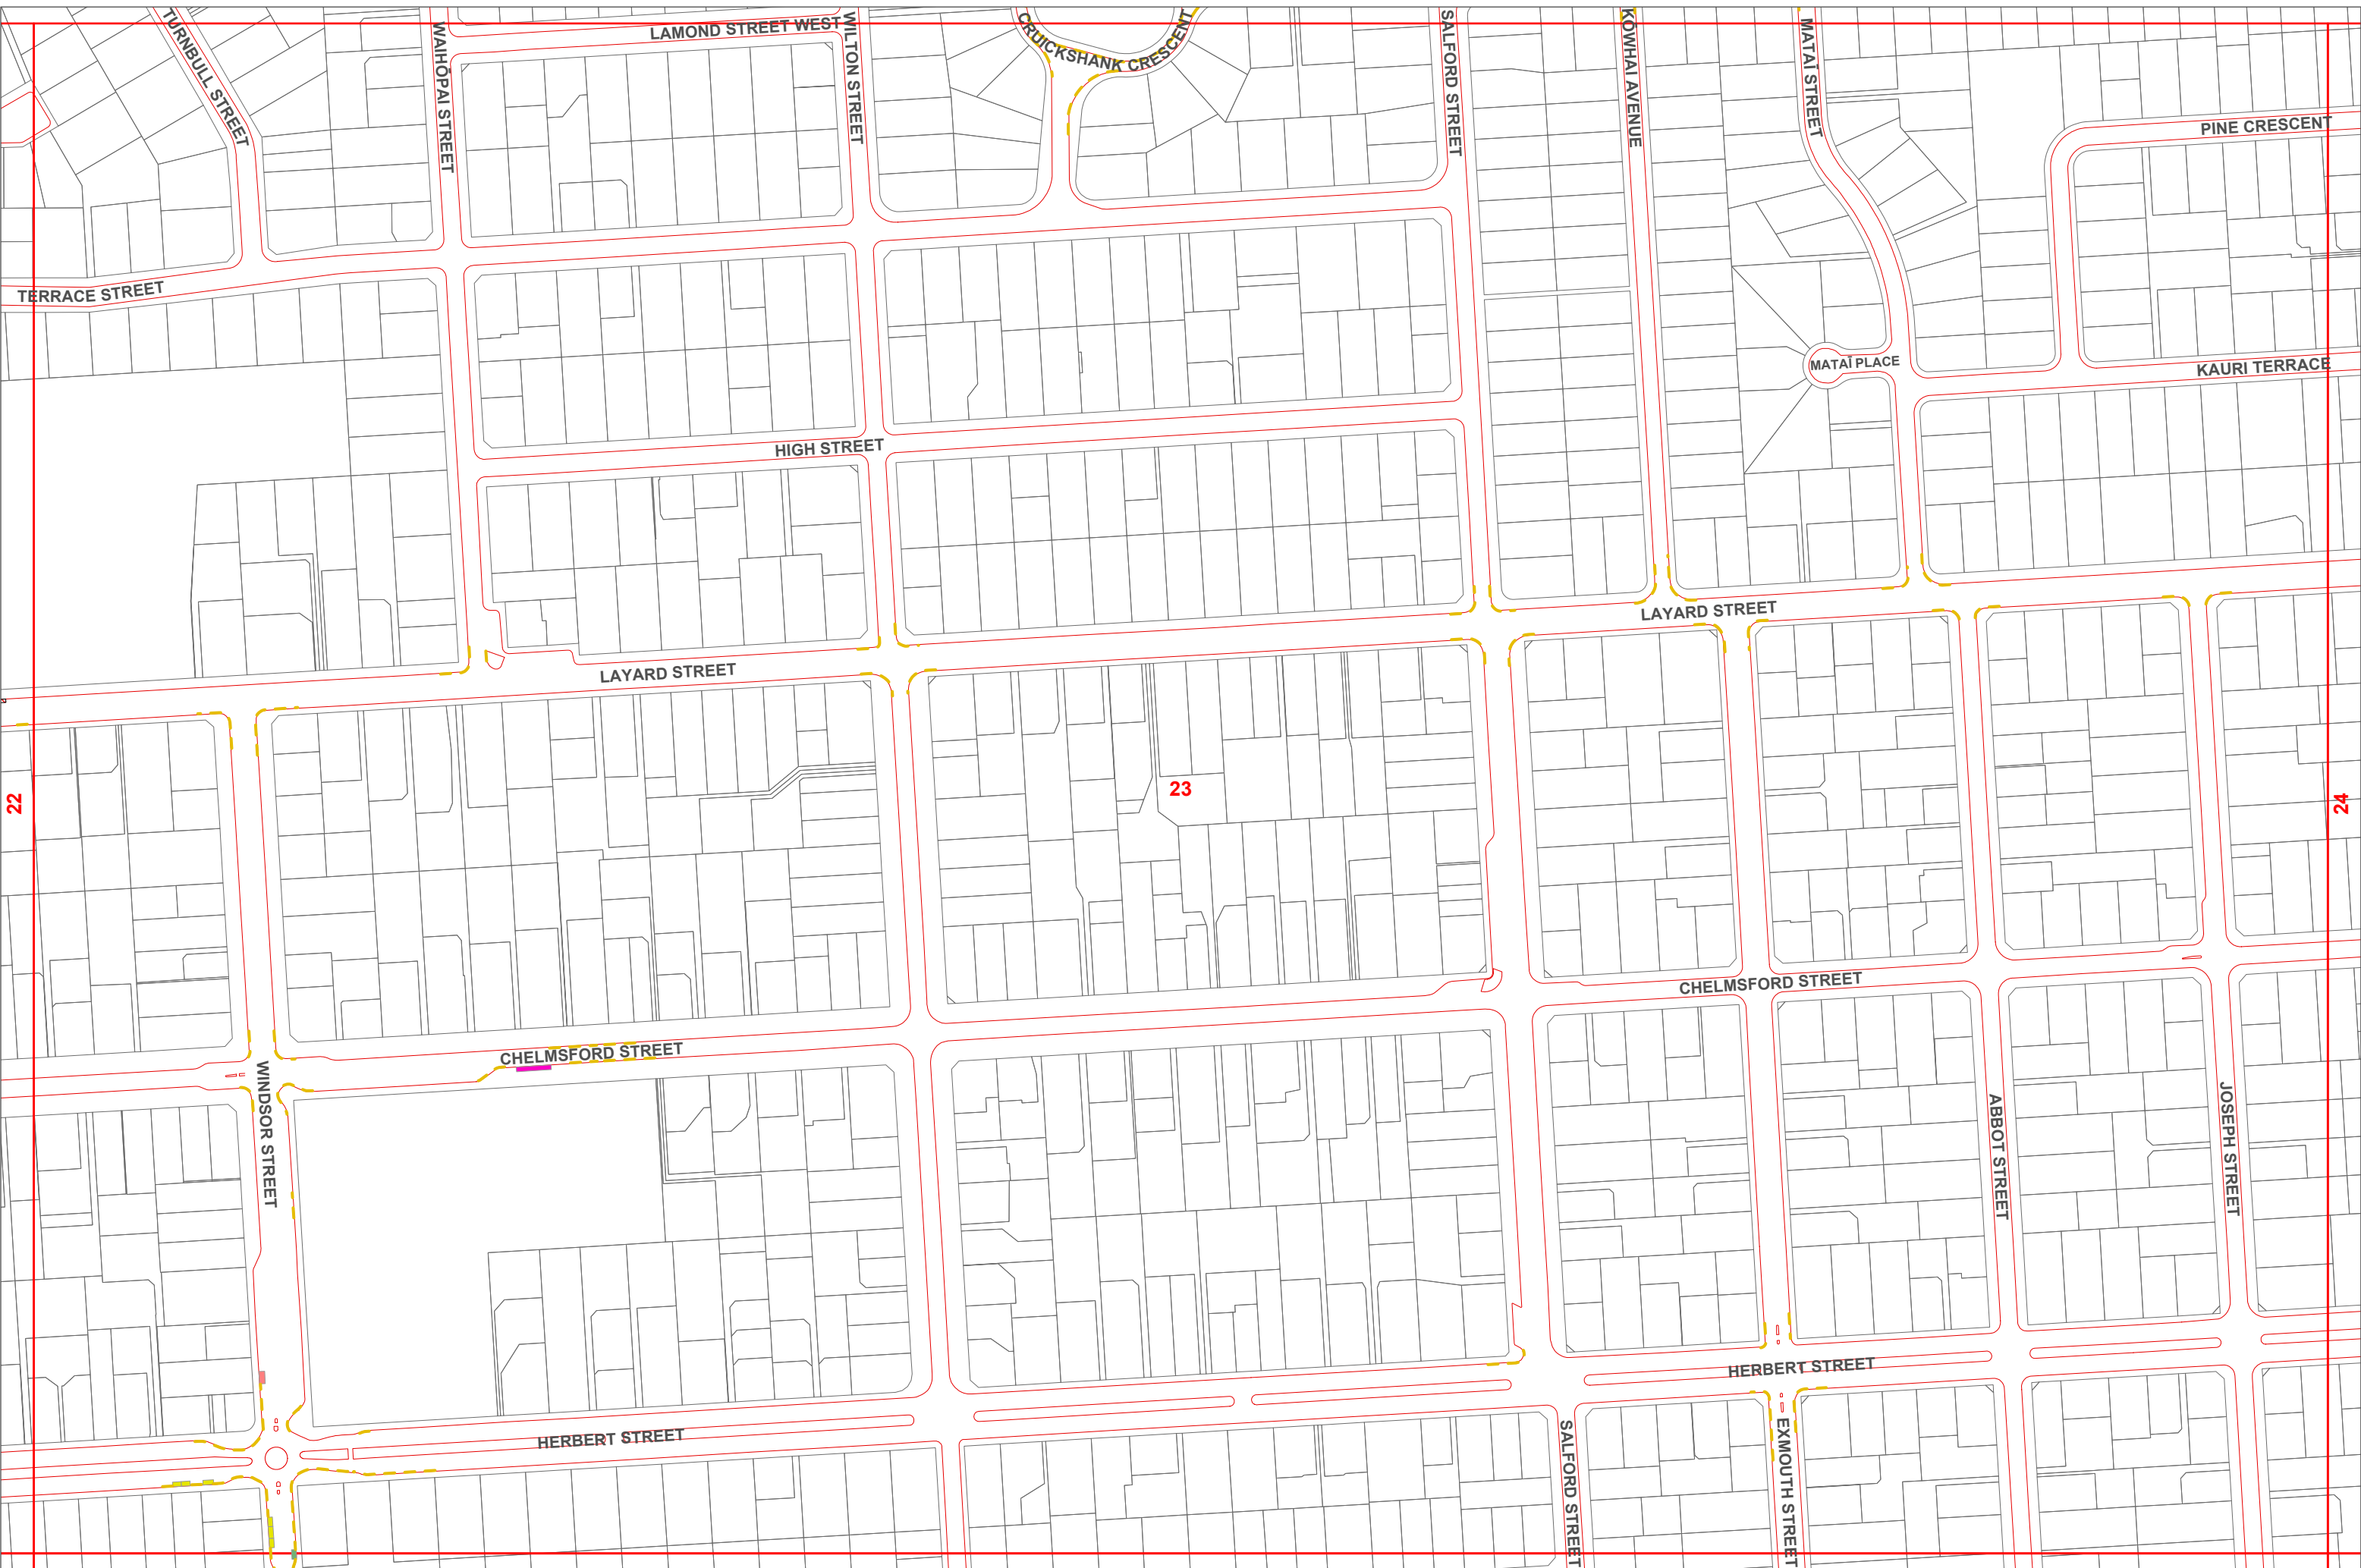 TURNBULL STREET
WAIHŌPAI STREET
LAMOND STREET WEST
WILTON STREET
CRUICKSHANK CRESCENT
SALFORD STREET
KOWHAI AVENUE
MATAĪ STREET
PINE CRESCENT
TERRACE STREET
MATAĪ PLACE
KAURI TERRACE
HIGH STREET
LAYARD STREET
LAYARD STREET
22
23
24
CHELMSFORD STREET
CHELMSFORD STREET
WINDSOR STREET
ABBOT STREET
JOSEPH STREET
HERBERT STREET
HERBERT STREET
SALFORD STREET
EXMOUTH STREET